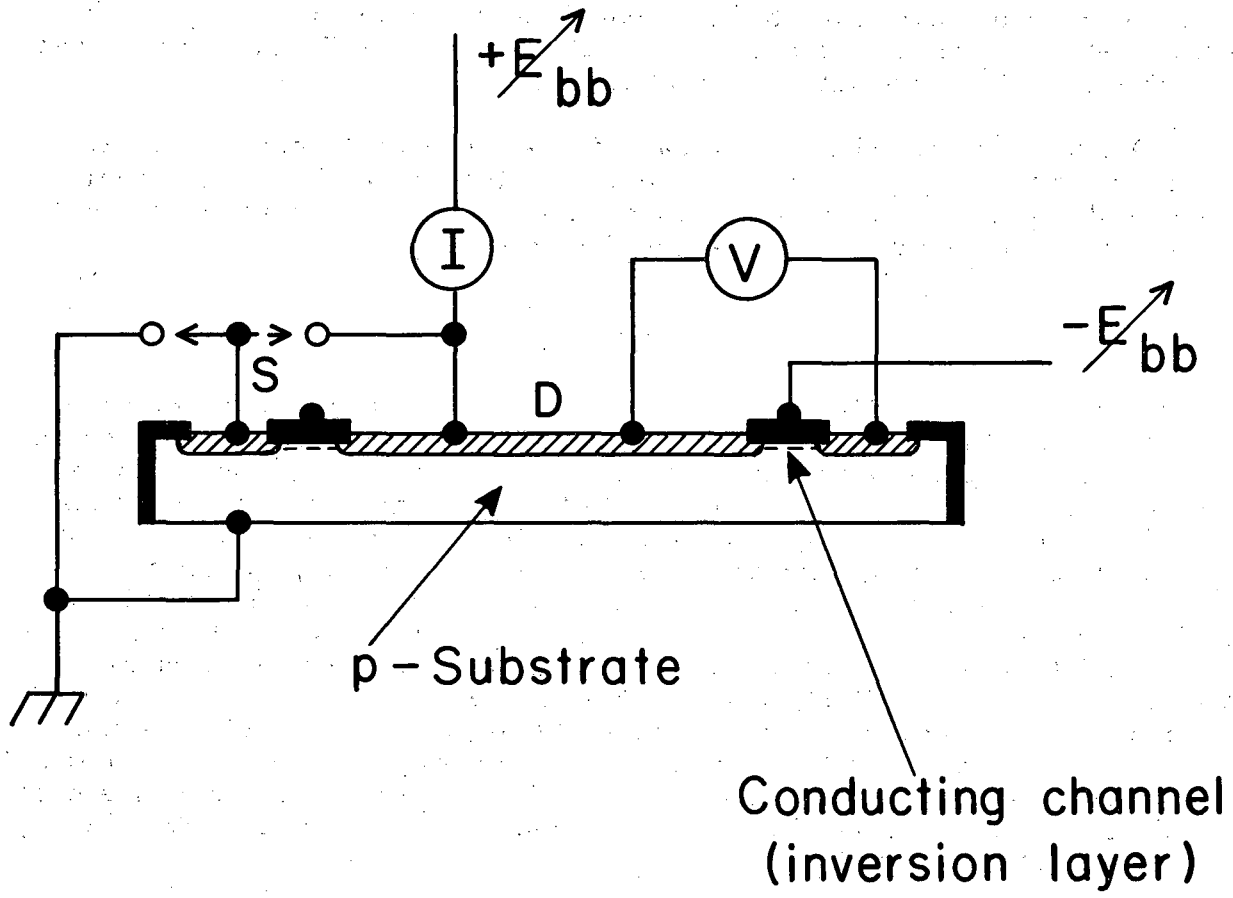 +E bb
I
V
-E bb
S
D
p-Substrate
Conducting channel
(inversion layer)